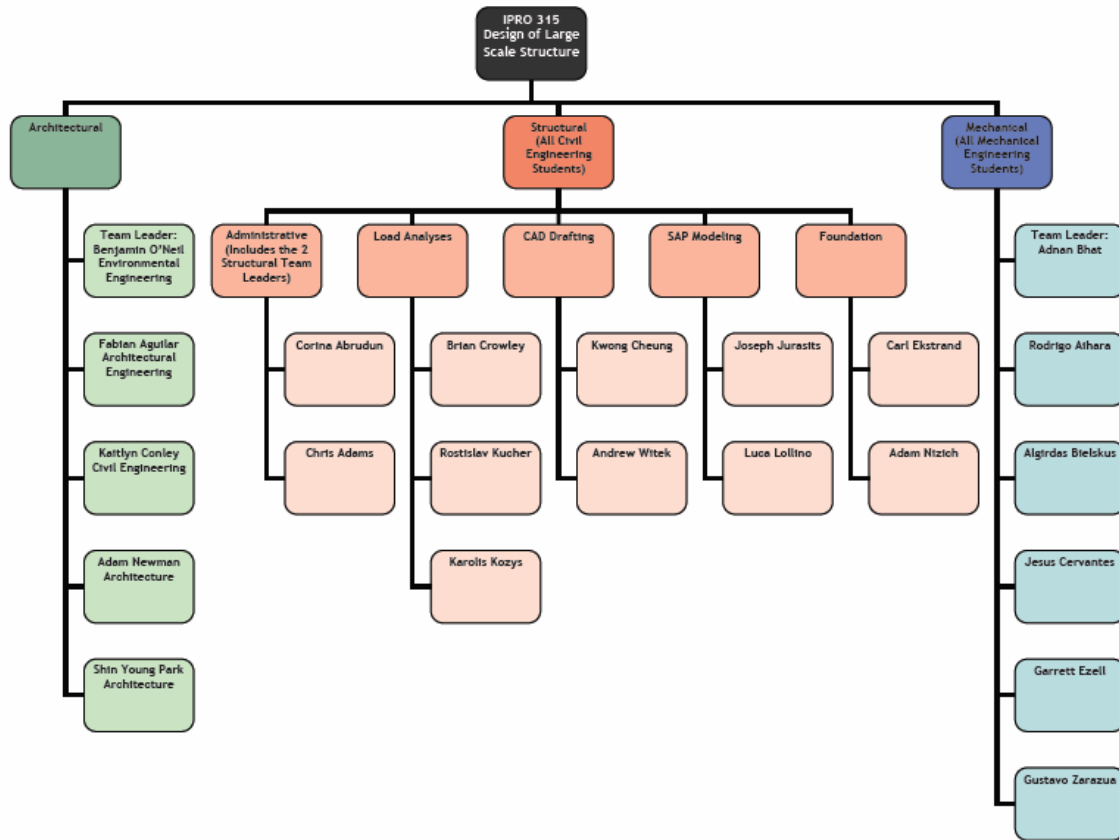 IPRO 315
Design of Large
Scale Structure
Architectural
Structural
(All Civil
Engineering
Students)
Mechanical
(All Mechanical
Engineering
Students)
Team Leader:
Benjamin O'Neil
Environmental
Engineering
Administrative
(Includes the 2
Structural Team
Leaders)
Load Analyses
CAD Drafting
SAP Modeling
Foundation
Team Leader:
Adnan Bhat
Fabian Aguilar
Architectural
Engineering
Corina Abrudun
Brian Crowley
Kwong Cheung
Joseph Jurasits
Carl Ekstrand
Rodrigo Aihara
Kaitlyn Conley
Civil Engineering
Chris Adams
Rostislav Kucher
Andrew Witek
Luca Lollino
Adam Nizich
Algirdas Bielskus
Adam Newman
Architecture
Karolis Kozys
Jesus Cervantes
Shin Young Park
Architecture
Garrett Ezell
Gustavo Zarazua